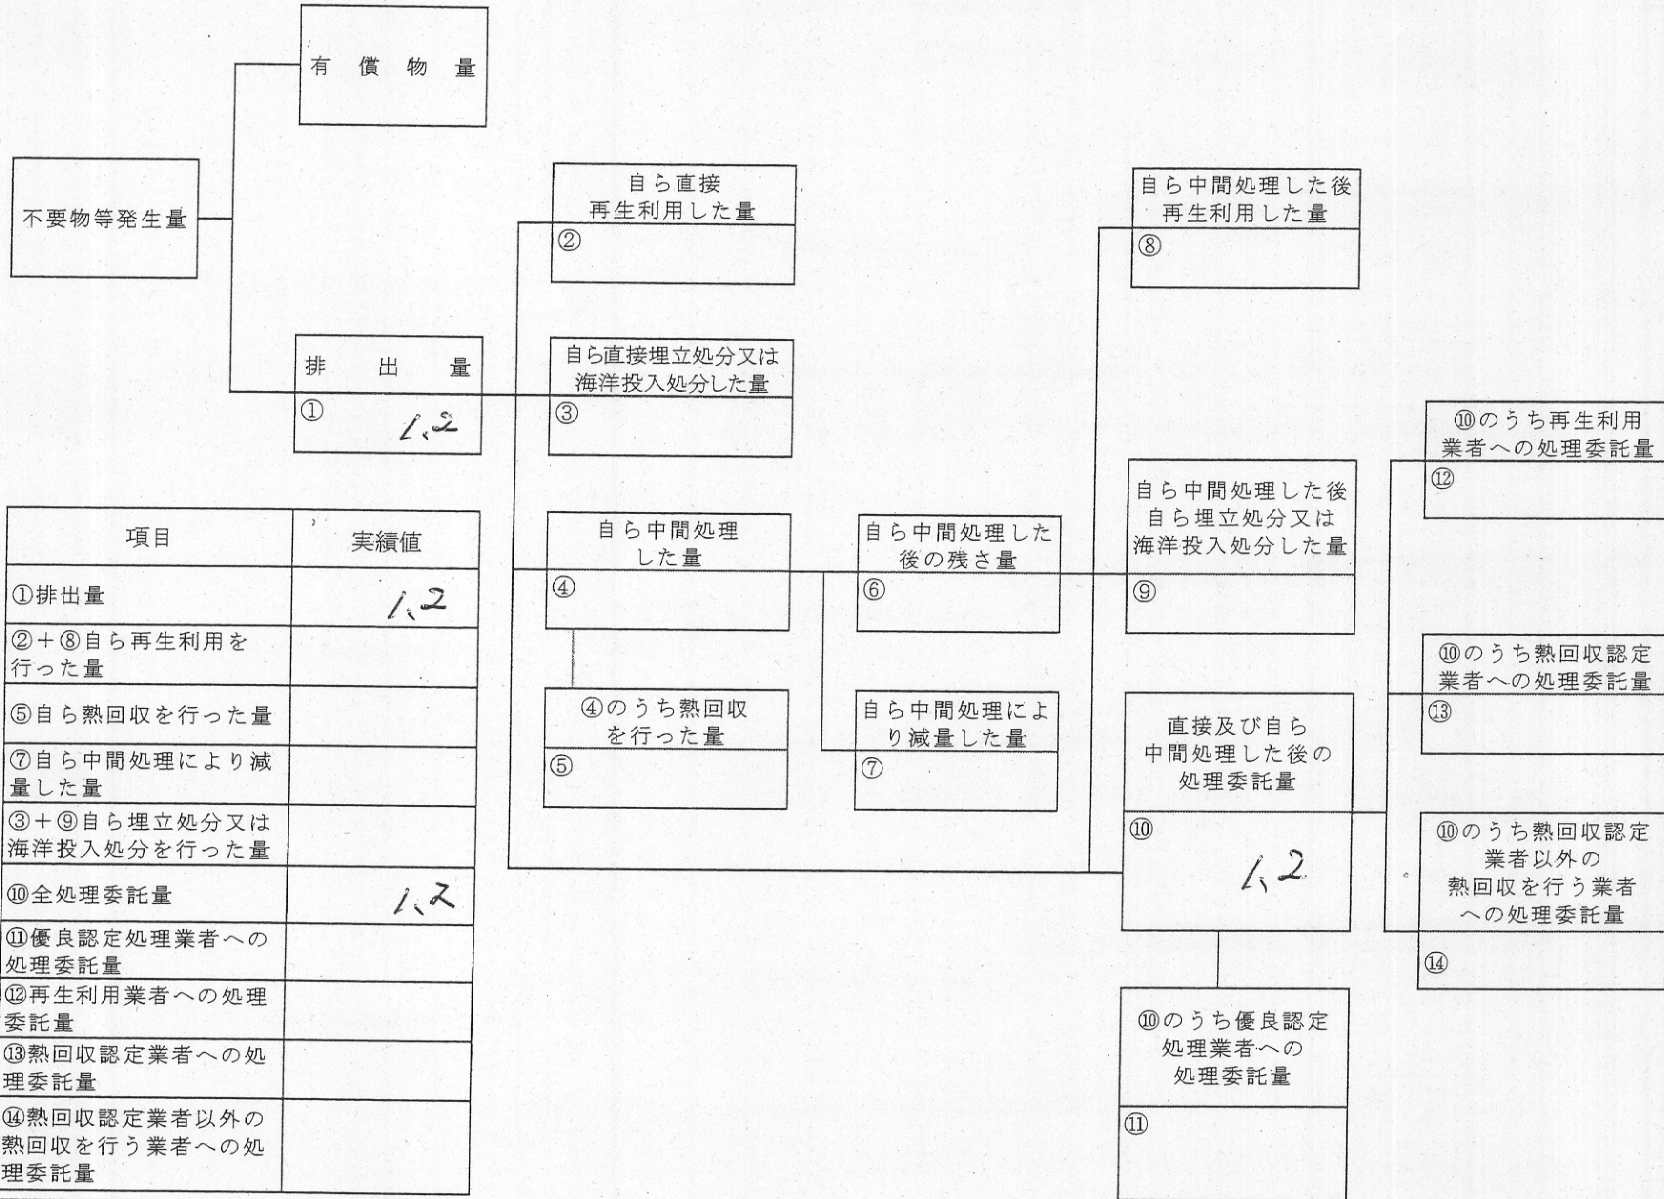 有償物量
不要物等発生量
自ら直接
再生利用した量
②
自ら中間処理した後
再生利用した量
⑧
排出量
① 1.2
自ら直接埋立処分又は
海洋投入処分した量
③
⑩のうち再生利用
業者への処理委託量
⑫
自ら中間処理
した量
④
自ら中間処理した
後の残さ量
⑥
自ら中間処理した後
自ら埋立処分又は
海洋投入処分した量
⑨
⑩のうち熱回収認定
業者への処理委託量
⑬
④のうち熱回収
を行った量
⑤
自ら中間処理によ
り減量した量
⑦
直接及び自ら
中間処理した後の
処理委託量
⑩
1.2
⑩のうち熱回収認定
業者以外の
熱回収を行う業者
への処理委託量
⑭
⑩のうち優良認定
処理業者への
処理委託量
⑪
項目 実績値
①排出量 1.2
②+⑧自ら再生利用を
行った量
⑤自ら熱回収を行った量
⑦自ら中間処理により減
量した量
③+⑨自ら埋立処分又は
海洋投入処分を行った量
⑩全処理委託量 1.2
⑪優良認定処理業者への
処理委託量
⑫再生利用業者への処理
委託量
⑬熱回収認定業者への処
理委託量
⑭熱回収認定業者以外の
熱回収を行う業者への処
理委託量